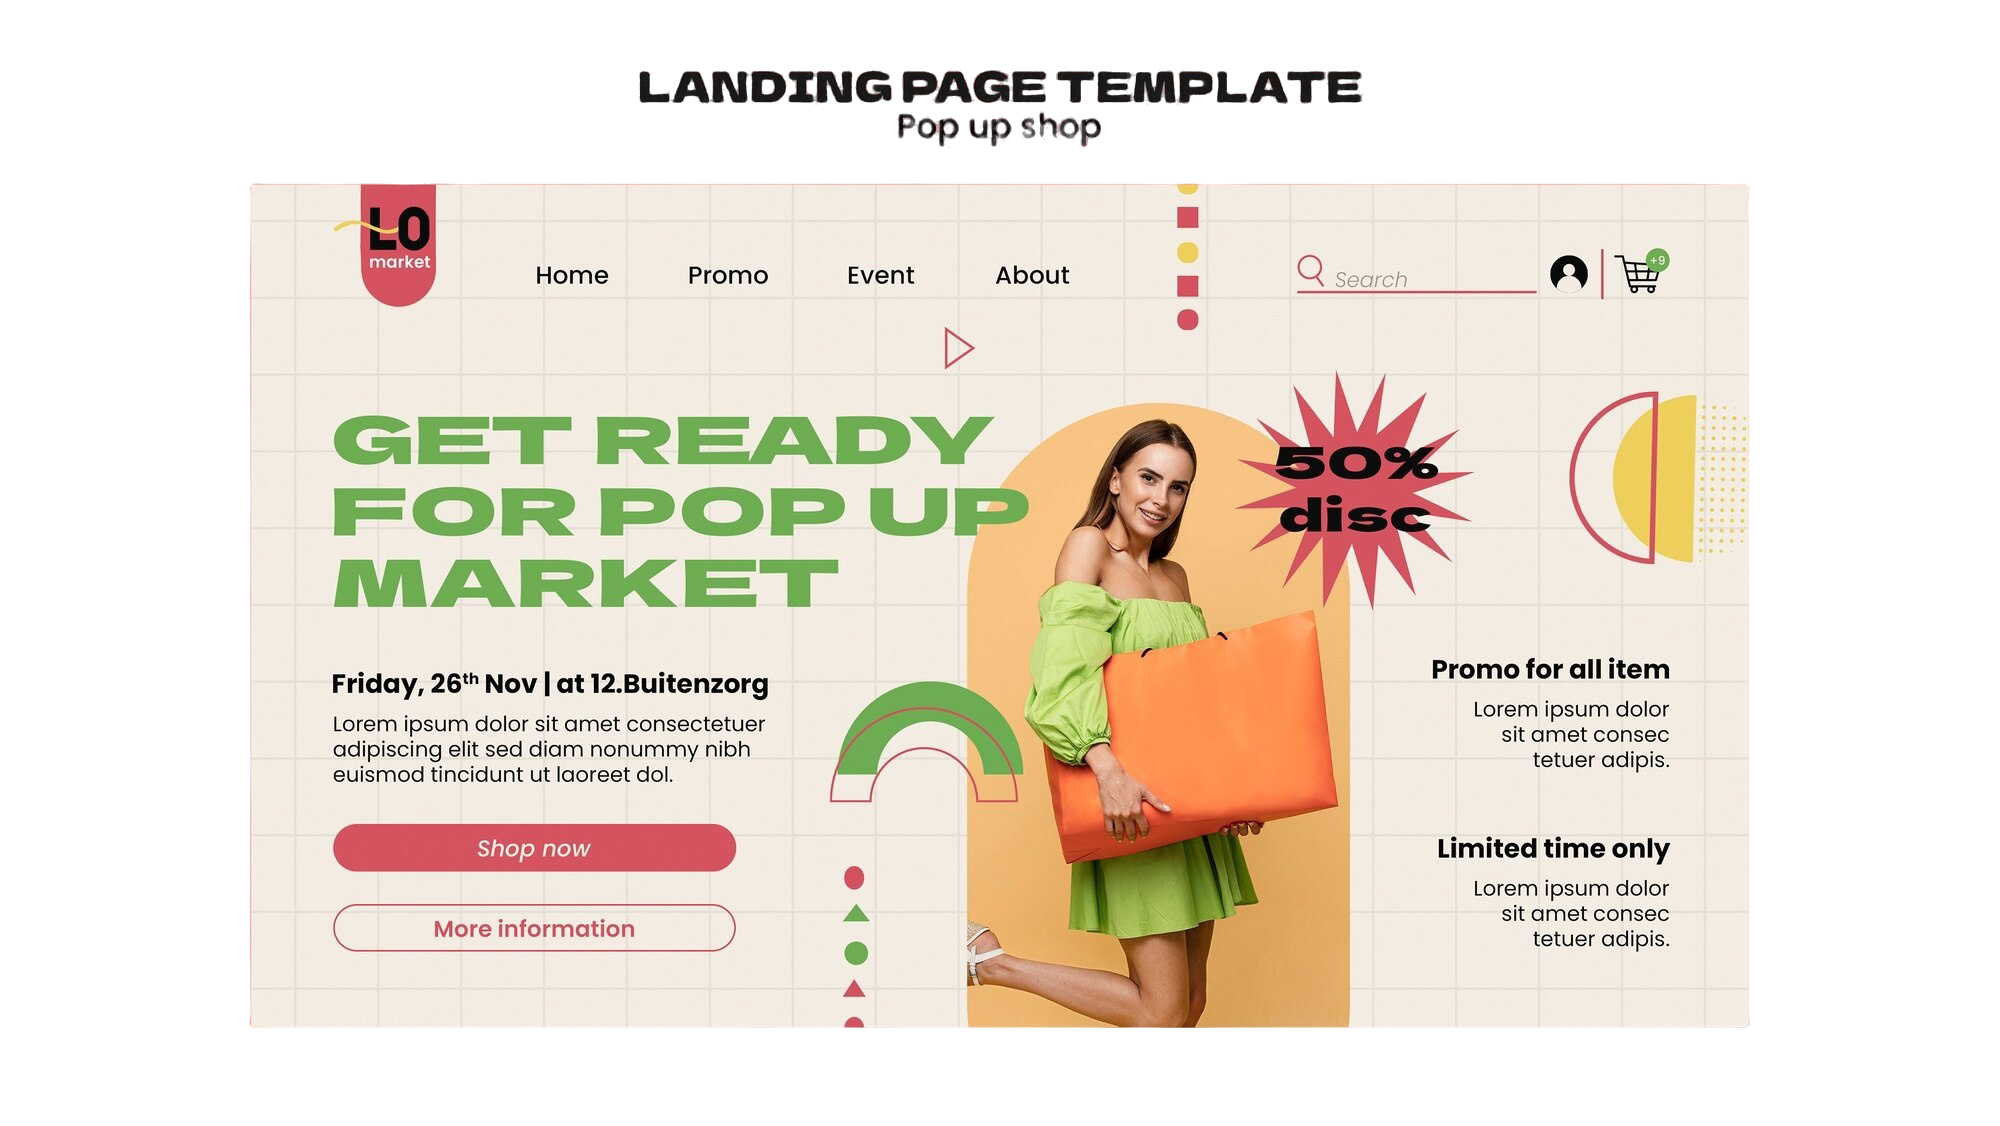 LANDING PAGE TEMPLATE
Pop up shop
LO
market
Home
Promo
Event
About
Search
+9
GET READY
FOR POP UP
MARKET
50%
disc
Friday, 26th Nov | at 12.Buitenzorg
Lorem ipsum dolor sit amet consectetuer
adipiscing elit sed diam nonummy nibh
euismod tincidunt ut laoreet dol.
Shop now
More information
Promo for all item
Lorem ipsum dolor
sit amet consec
tetuer adipis.
Limited time only
Lorem ipsum dolor
sit amet consec
tetuer adipis.